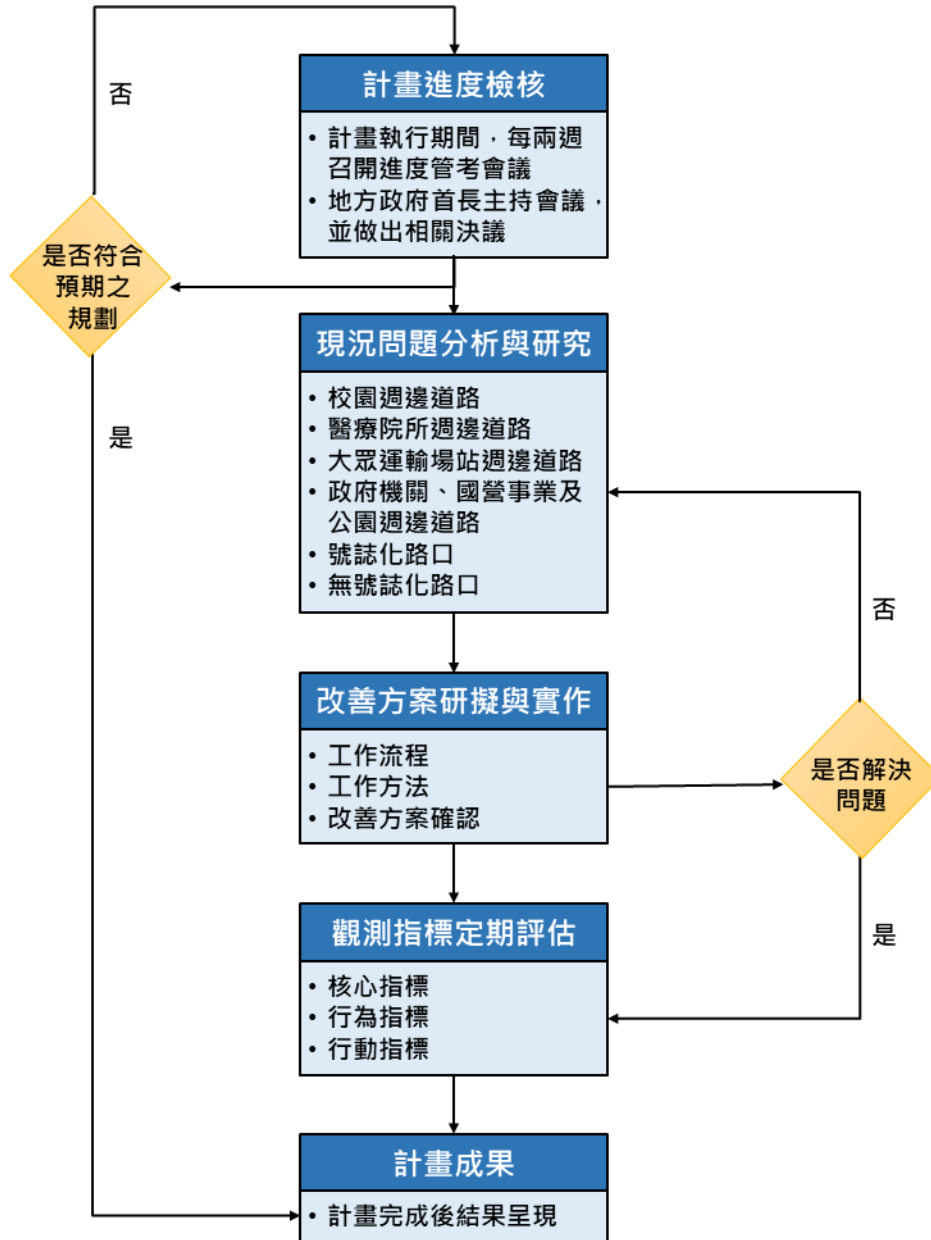 計畫進度檢核
• 計畫執行期間，每兩週
召開進度管考會議
• 地方政府首長主持會議，
並做出相關決議
否
是否符合
預期之
規劃
是
現況問題分析與研究
• 校園週邊道路
• 醫療院所週邊道路
• 大眾運輸場站週邊道路
• 政府機關、國營事業及
公園週邊道路
• 號誌化路口
• 無號誌化路口
改善方案研擬與實作
• 工作流程
• 工作方法
• 改善方案確認
否
是否解決
問題
是
觀測指標定期評估
• 核心指標
• 行為指標
• 行動指標
計畫成果
• 計畫完成後結果呈現